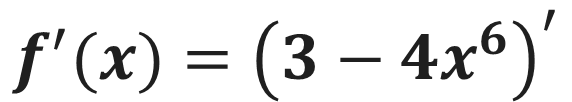 f′(x) = (3 − 4x⁶)′